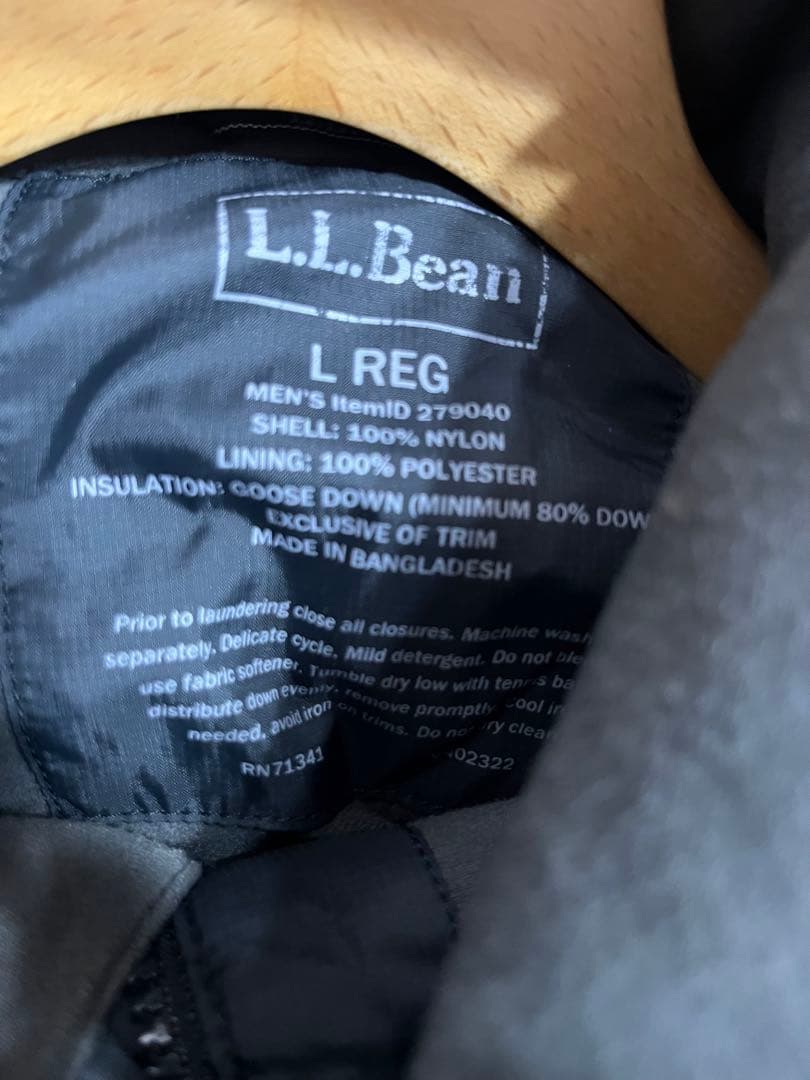 L.L.Bean
L REG
MEN'S ItemID 279040
SHELL: 100% NYLON
LINING: 100% POLYESTER
INSULATION: GOOSE DOWN (MINIMUM 80% DOW
EXCLUSIVE OF TRIM
MADE IN BANGLADESH
Prior to laundering close all closures. Machine wash
separately. Delicate cycle. Mild detergent. Do not
use fabric softener. Tumble dry low with
distribute down evenly, remove promptly. in
needed, avoid iron on trims. Do not
RN71341 02322